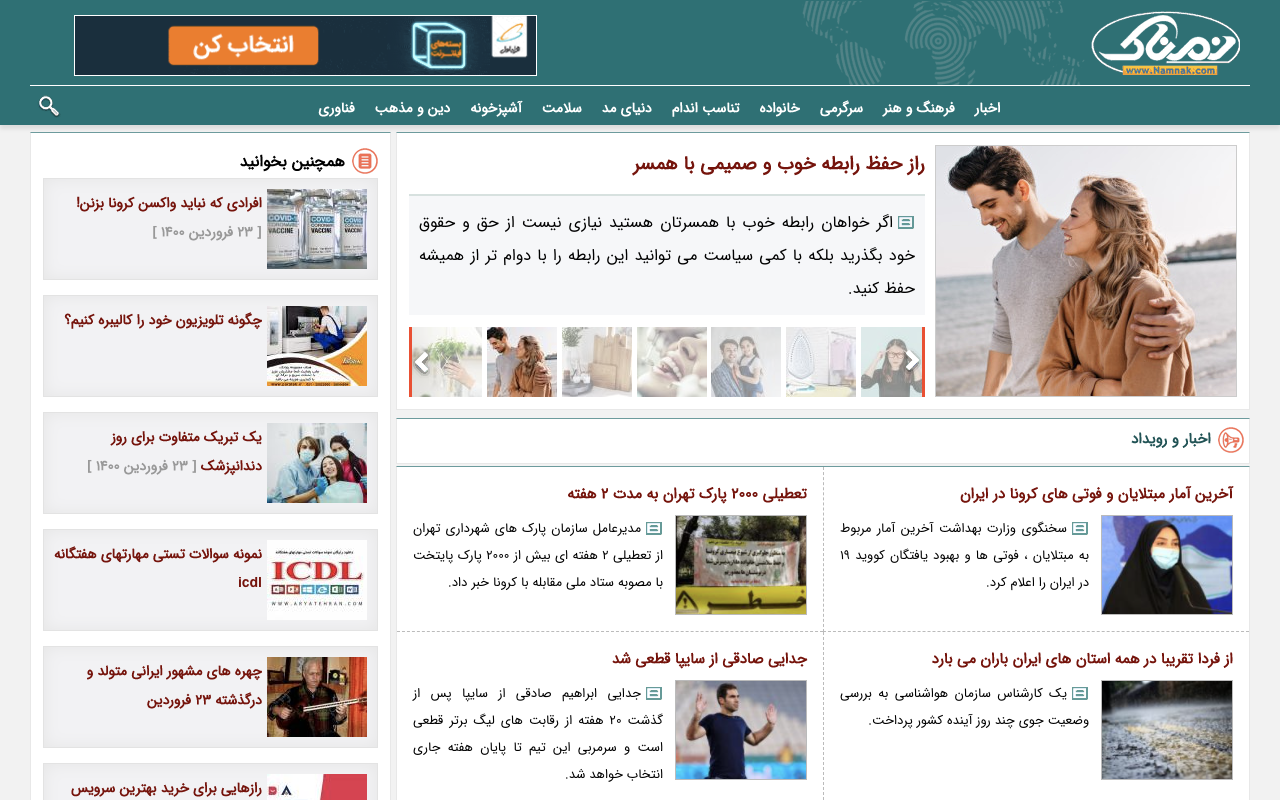 نمناک
www.Namnak.com
انتخاب کن
بسته‌های
اینترنت
اخبار
فرهنگ و هنر
سرگرمی
خانواده
تناسب اندام
دنیای مد
سلامت
آشپزخونه
دین و مذهب
فناوری
راز حفظ رابطه خوب و صمیمی با همسر
اگر خواهان رابطه خوب با همسرتان هستید نیازی نیست از حق و حقوق
خود بگذرید بلکه با کمی سیاست می توانید این رابطه را با دوام تر از همیشه
حفظ کنید.
اخبار و رویداد
آخرین آمار مبتلایان و فوتی های کرونا در ایران
سخنگوی وزارت بهداشت آخرین آمار مربوط
به مبتلایان ، فوتی ها و بهبود یافتگان کووید ۱۹
در ایران را اعلام کرد.
تعطیلی ۲۰۰۰ پارک تهران به مدت ۲ هفته
مدیرعامل سازمان پارک های شهرداری تهران
از تعطیلی ۲ هفته ای بیش از ۲۰۰۰ پارک پایتخت
با مصوبه ستاد ملی مقابله با کرونا خبر داد.
خطر
از فردا تقریبا در همه استان های ایران باران می بارد
یک کارشناس سازمان هواشناسی به بررسی
وضعیت جوی چند روز آینده کشور پرداخت.
جدایی صادقی از سایپا قطعی شد
جدایی ابراهیم صادقی از سایپا پس از
گذشت ۲۰ هفته از رقابت های لیگ برتر قطعی
است و سرمربی این تیم تا پایان هفته جاری
انتخاب خواهد شد.
همچنین بخوانید
افرادی که نباید واکسن کرونا بزنن!
[ ۲۳ فروردین ۱۴۰۰ ]
COVID-19
VACCINE
چگونه تلویزیون خود را کالیبره کنیم؟
یک تبریک متفاوت برای روز
دندانپزشک [ ۲۳ فروردین ۱۴۰۰ ]
نمونه سوالات تستی مهارتهای هفتگانه
icdl
ICDL
WWW.ARYATEHRAN.COM
چهره های مشهور ایرانی متولد و
درگذشته ۲۳ فروردین
رازهایی برای خرید بهترین سرویس